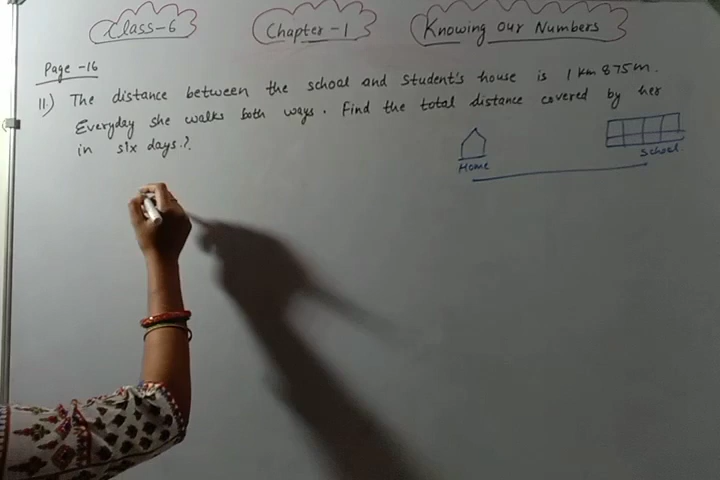 Class-6 Chapter-1 Knowing Our Numbers
Page-16
11.) The distance between the school and student's house is 1 km 875m.
Everyday she walks both ways. Find the total distance covered by her
in six days.?
Home
School